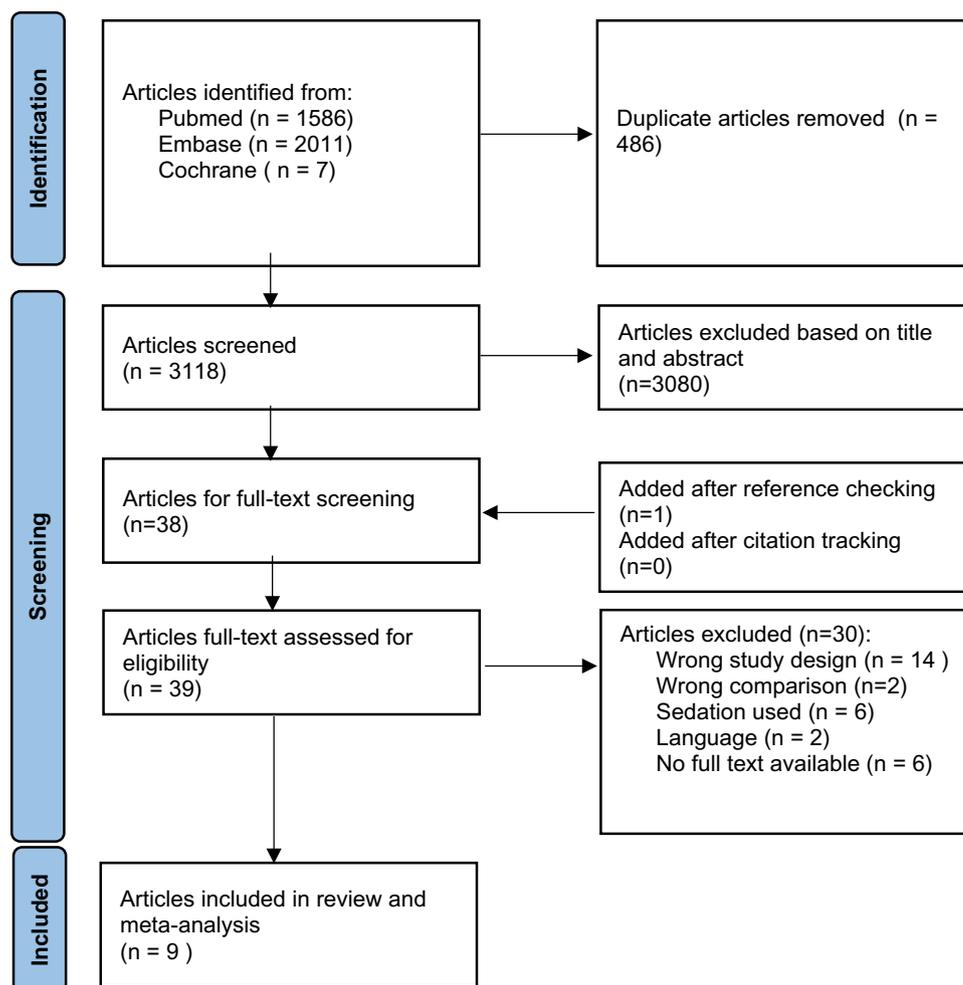 Identification
Articles identified from:
Pubmed (n = 1586)
Embase (n = 2011)
Cochrane ( n = 7)
Duplicate articles removed  (n =
486)
Screening
Articles screened
(n = 3118)
Articles excluded based on title
and abstract
(n=3080)
Articles for full-text screening
(n=38)
Added after reference checking
(n=1)
Added after citation tracking
(n=0)
Articles full-text assessed for
eligibility
(n = 39)
Articles excluded (n=30):
Wrong study design (n = 14 )
Wrong comparison (n=2)
Sedation used (n = 6)
Language (n = 2)
No full text available (n = 6)
Included
Articles included in review and
meta-analysis
(n = 9 )